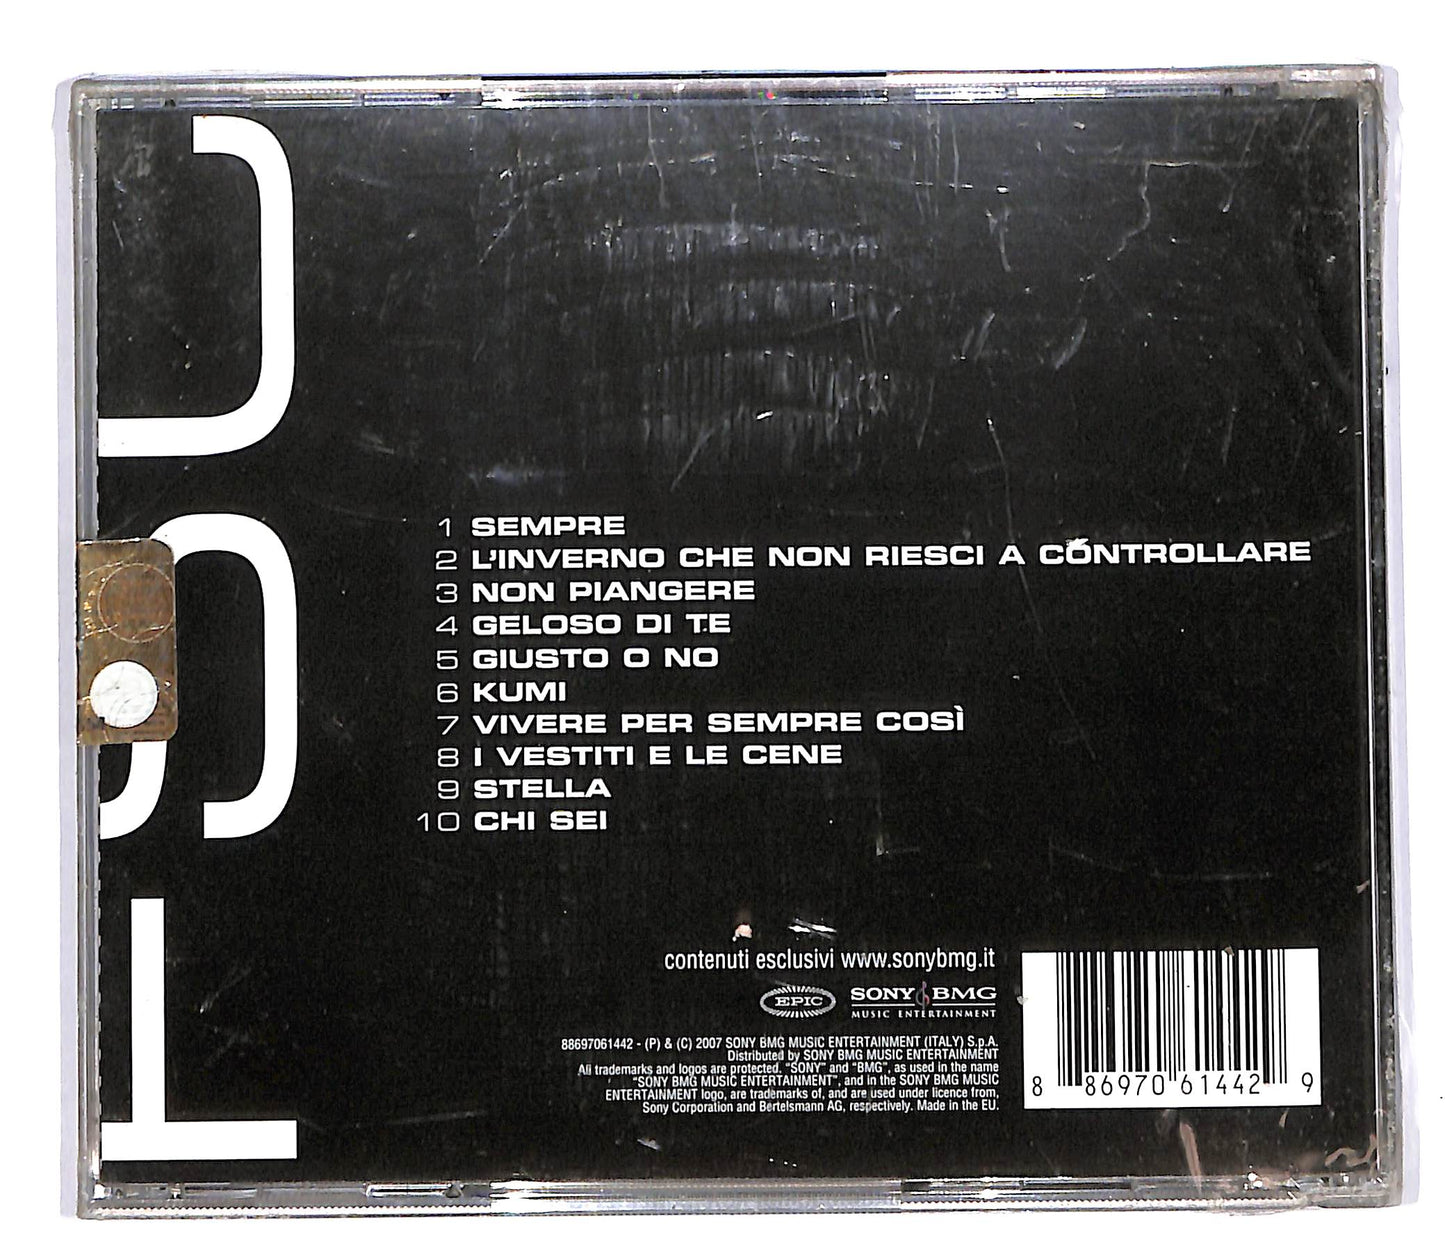 1 SEMPRE
2 L'INVERNO CHE NON RIESCI A CONTROLLARE
3 NON PIANGERE
4 GELOSO DI TE
5 GIUSTO O NO
6 KUMI
7 VIVERE PER SEMPRE COSÌ
8 I VESTITI E LE CENE
9 STELLA
10 CHI SEI
contenuti esclusivi www.sonybmg.it
EPIC SONY BMG
MUSIC ENTERTAINMENT
88697061442 - (P) & (C) 2007 SONY BMG MUSIC ENTERTAINMENT (ITALY) S.p.A.
Distributed by SONY BMG MUSIC ENTERTAINMENT
All trademarks and logos are protected. "SONY" and "BMG", as used in the name
"SONY BMG MUSIC ENTERTAINMENT", and in the SONY BMG MUSIC
ENTERTAINMENT logo, are trademarks of, and are used under licence from,
Sony Corporation and Bertelsmann AG, respectively. Made in the EU.
8 86970 61442 9